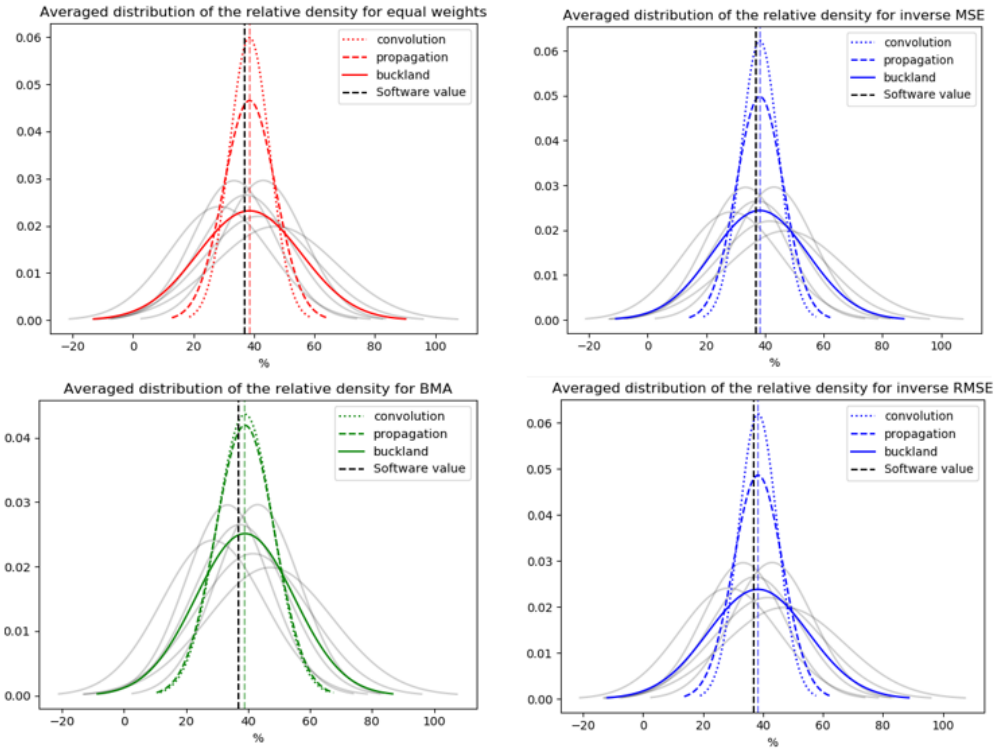 Averaged distribution of the relative density for equal weights
0.06
0.05
0.04
0.03
0.02
0.01
0.00
convolution
propagation
buckland
Software value
−20 0 20 40 60 80 100
%
Averaged distribution of the relative density for inverse MSE
0.06
0.05
0.04
0.03
0.02
0.01
0.00
convolution
propagation
buckland
Software value
−20 0 20 40 60 80 100
%
Averaged distribution of the relative density for BMA
0.04
0.03
0.02
0.01
0.00
convolution
propagation
buckland
Software value
−20 0 20 40 60 80 100
%
Averaged distribution of the relative density for inverse RMSE
0.06
0.05
0.04
0.03
0.02
0.01
0.00
convolution
propagation
buckland
Software value
−20 0 20 40 60 80 100
%